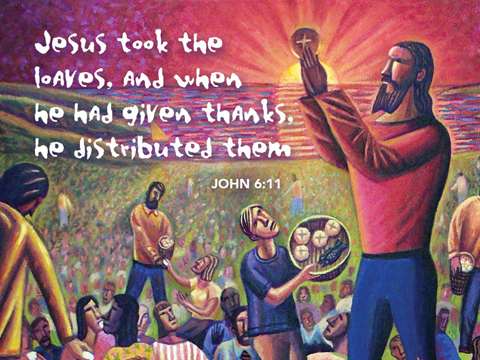 Jesus took the
loaves, and when
he had given thanks,
he distributed them
JOHN 6:11